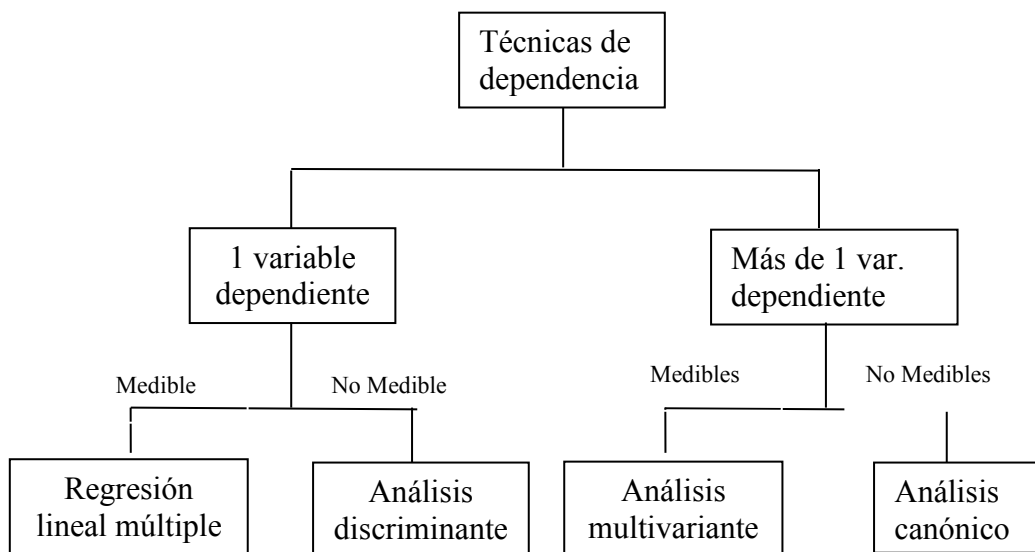 Técnicas de
dependencia
1 variable
dependiente
Más de 1 var.
dependiente
Medible
No Medible
Medibles
No Medibles
Regresión
lineal múltiple
Análisis
discriminante
Análisis
multivariante
Análisis
canónico